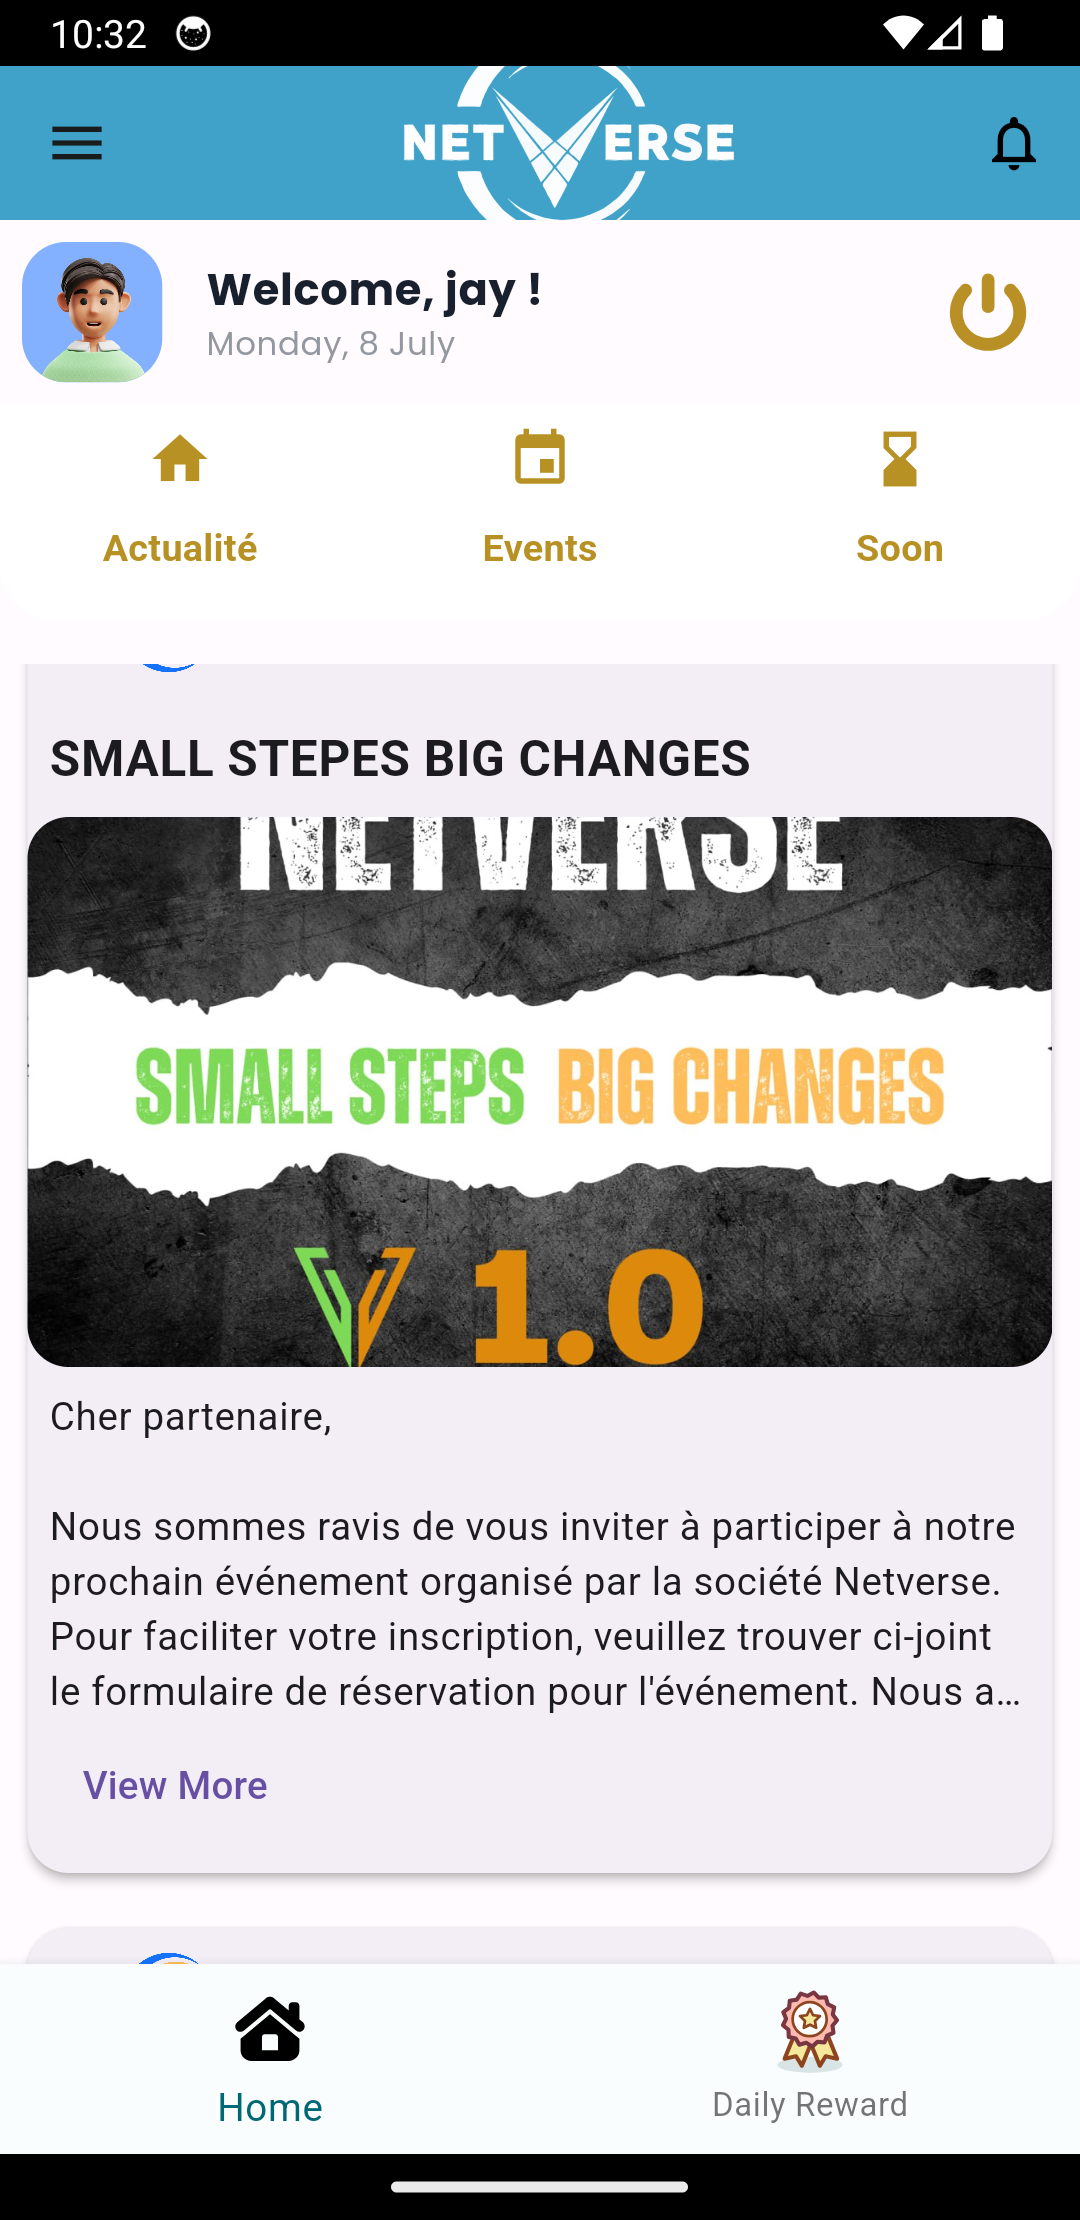 10:32
NETVERSE
Welcome, jay !
Monday, 8 July
Actualité
Events
Soon
SMALL STEPES BIG CHANGES
NETVERSE
SMALL STEPS BIG CHANGES
1.0
Cher partenaire,
Nous sommes ravis de vous inviter à participer à notre
prochain événement organisé par la société Netverse.
Pour faciliter votre inscription, veuillez trouver ci-joint
le formulaire de réservation pour l'événement. Nous a...
View More
Home
Daily Reward